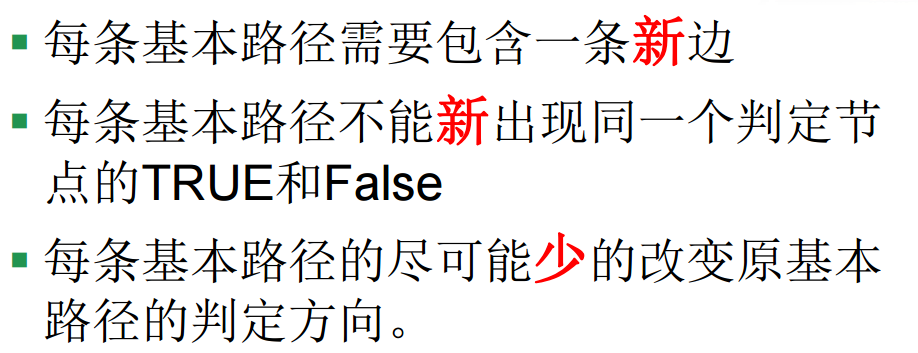 每条基本路径需要包含一条新边
每条基本路径不能新出现同一个判定节
点的TRUE和False
每条基本路径的尽可能少的改变原基本
路径的判定方向。